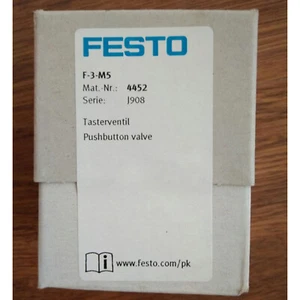 FESTO
F-3-M5
Mat.-Nr.: 4452
Serie: J908
Tasterventil
Pushbutton valve
www.festo.com/pk